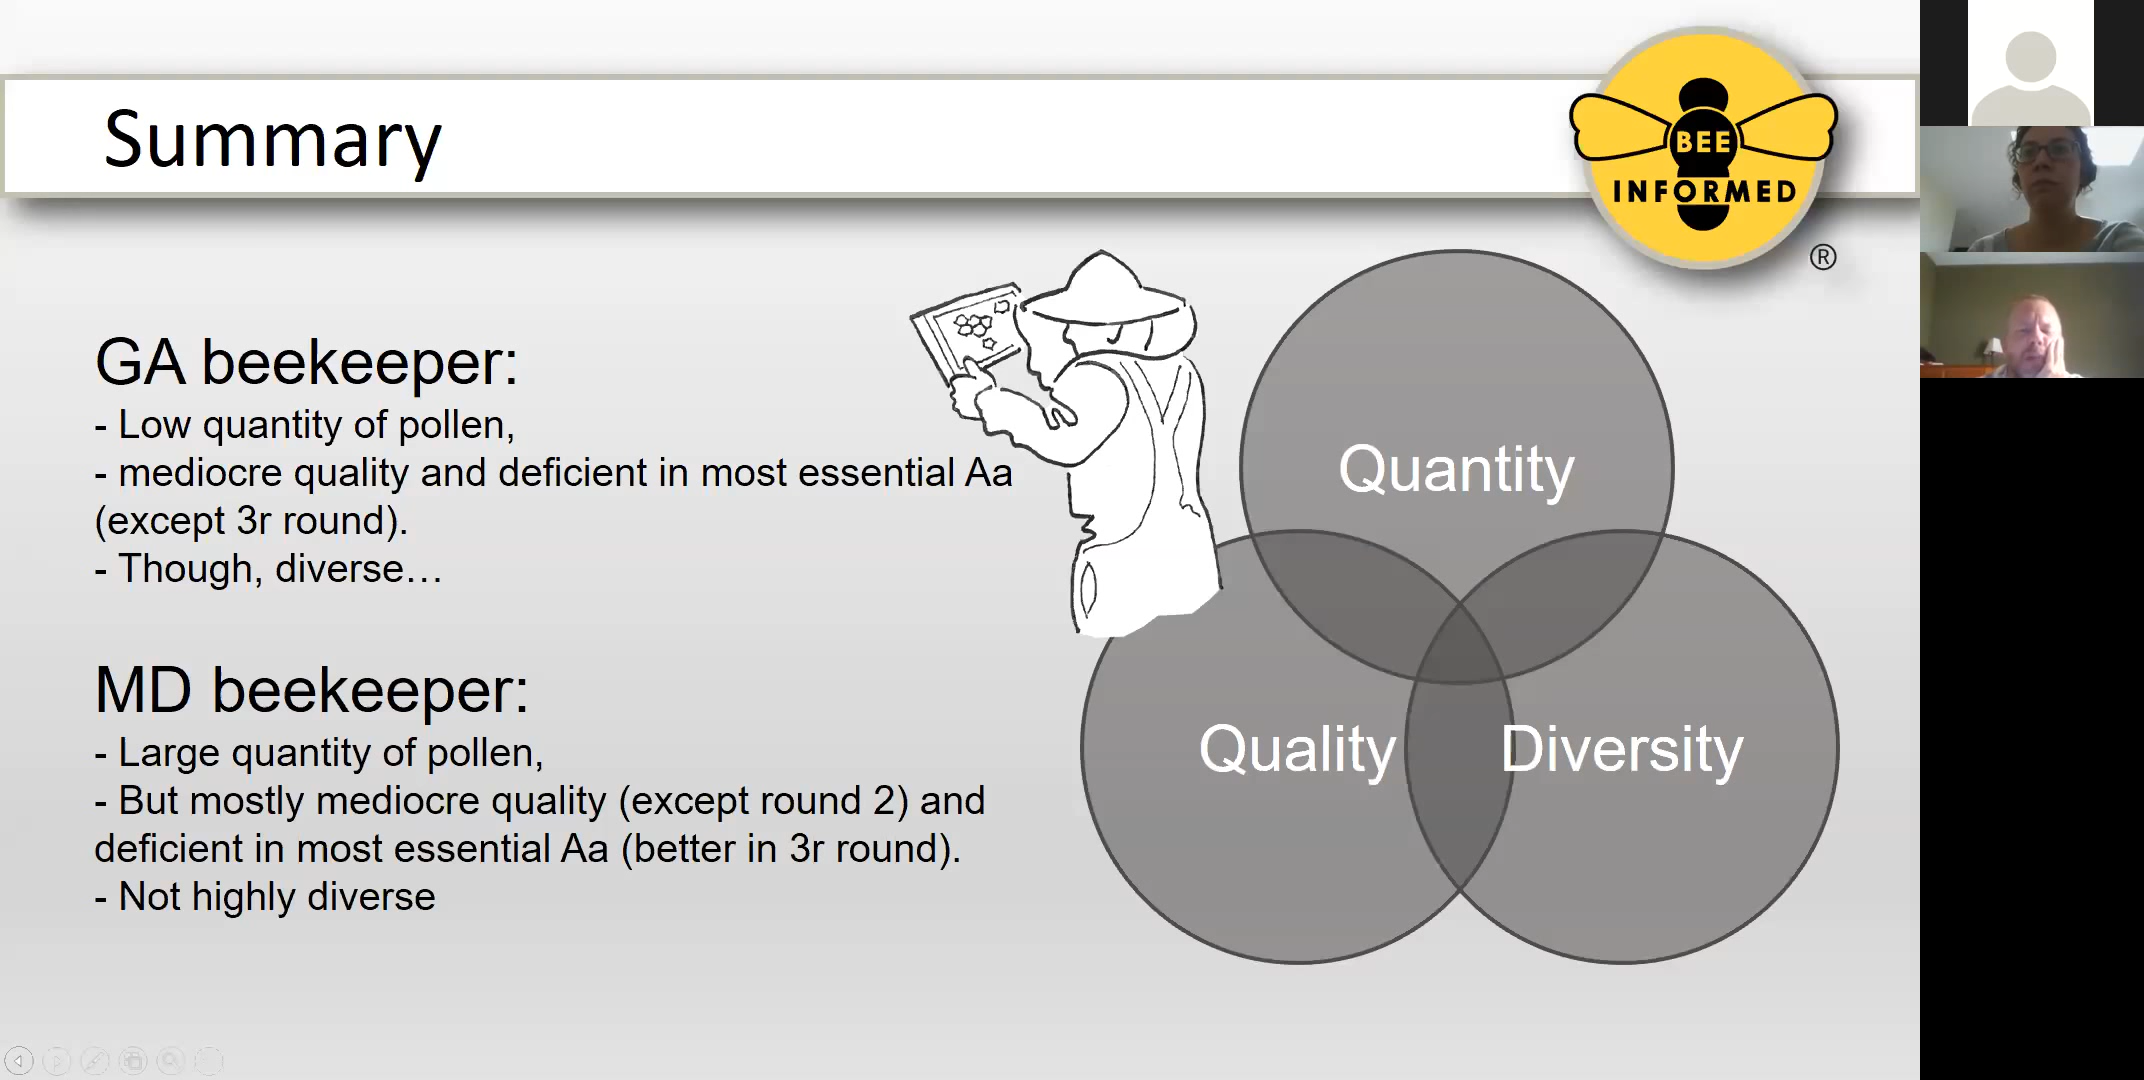 Summary
BEE
INFORMED
®
GA beekeeper:
- Low quantity of pollen,
- mediocre quality and deficient in most essential Aa
(except 3r round).
- Though, diverse…
MD beekeeper:
- Large quantity of pollen,
- But mostly mediocre quality (except round 2) and
deficient in most essential Aa (better in 3r round).
- Not highly diverse
Quantity
Quality
Diversity